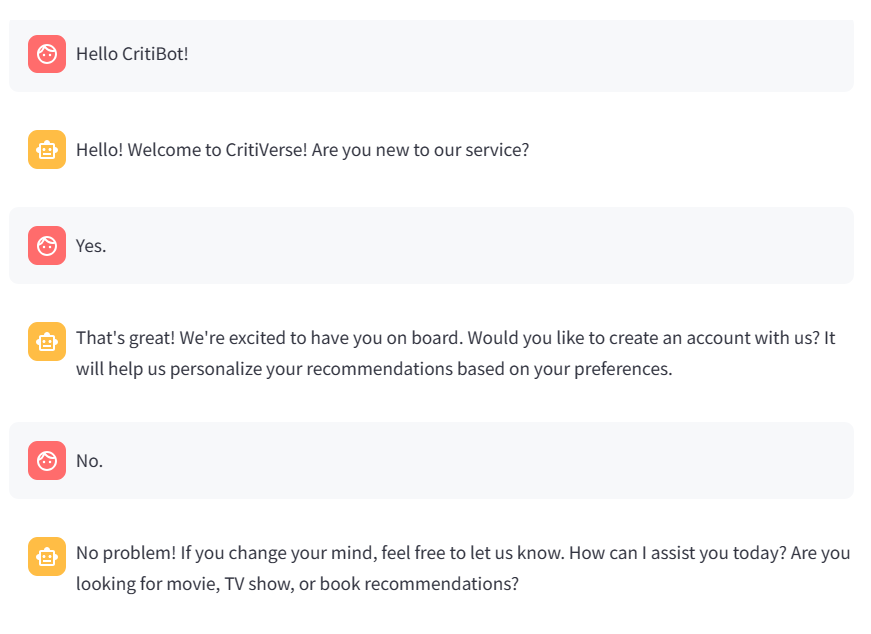 Hello CritiBot!
Hello! Welcome to CritiVerse! Are you new to our service?
Yes.
That's great! We're excited to have you on board. Would you like to create an account with us? It
will help us personalize your recommendations based on your preferences.
No.
No problem! If you change your mind, feel free to let us know. How can I assist you today? Are you
looking for movie, TV show, or book recommendations?